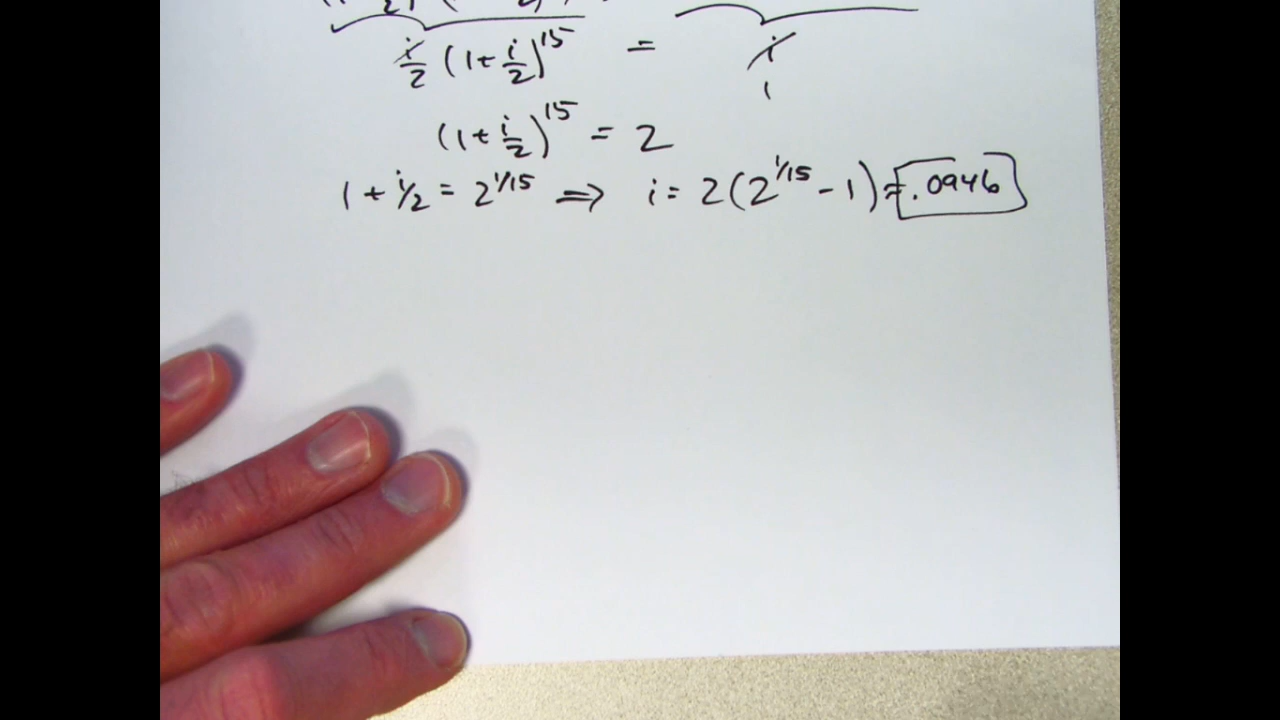 i/2 (1 + i/2)^15 = i/1
(1 + i/2)^15 = 2
1 + i/2 = 2^1/15 ⇒ i = 2(2^1/15 - 1) = .0946